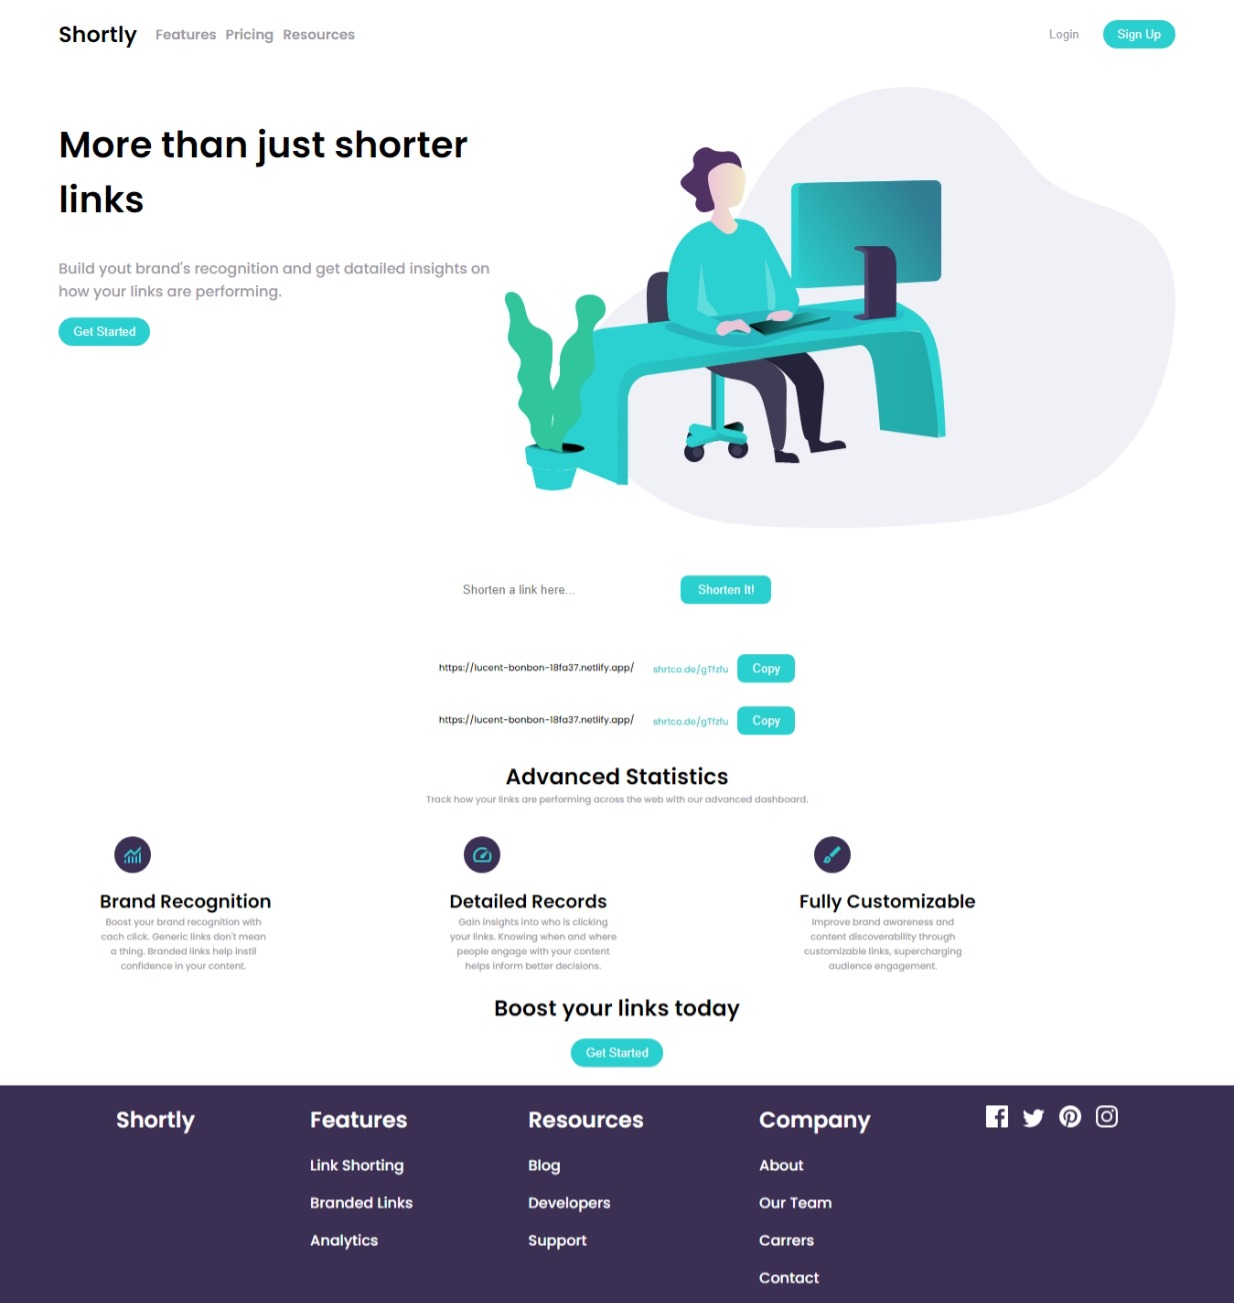 Shortly Features Pricing Resources Login Sign Up
More than just shorter
links
Build yout brand's recognition and get datailed insights on
how your links are performing.
Get Started
Shorten a link here... Shorten It!
https://lucent-bonbon-18fa37.netlify.app/ shrtco.de/gTfzfu Copy
https://lucent-bonbon-18fa37.netlify.app/ shrtco.de/gTfzfu Copy
Advanced Statistics
Track how your links are performing across the web with our advanced dashboard.
Brand Recognition
Boost your brand recognition with
cach click. Generic links don't mean
a thing. Branded links help instil
confidence in your content.
Detailed Records
Gain insights into who is clicking
your links. Knowing when and where
people engage with your content
helps inform better decisions.
Fully Customizable
Improve brand awareness and
content discoverability through
customizable links, supercharging
audience engagement.
Boost your links today
Get Started
Shortly
Features
Link Shorting
Branded Links
Analytics
Resources
Blog
Developers
Support
Company
About
Our Team
Carrers
Contact